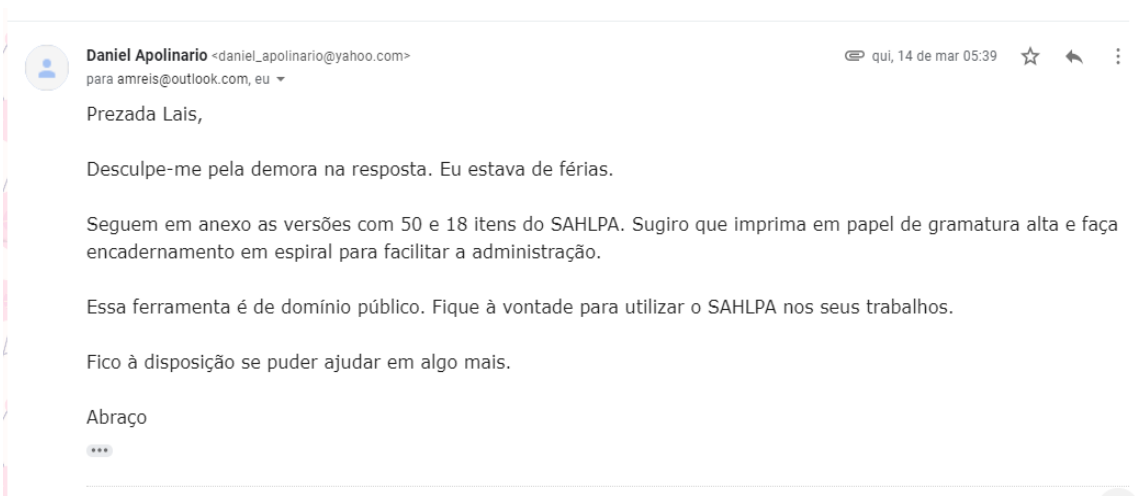 Daniel Apolinario <daniel_apolinario@yahoo.com>
qui, 14 de mar 05:39
para amreis@outlook.com, eu
Prezada Lais,
Desculpe-me pela demora na resposta. Eu estava de férias.
Seguem em anexo as versões com 50 e 18 itens do SAHLPA. Sugiro que imprima em papel de gramatura alta e faça
encadernamento em espiral para facilitar a administração.
Essa ferramenta é de domínio público. Fique à vontade para utilizar o SAHLPA nos seus trabalhos.
Fico à disposição se puder ajudar em algo mais.
Abraço